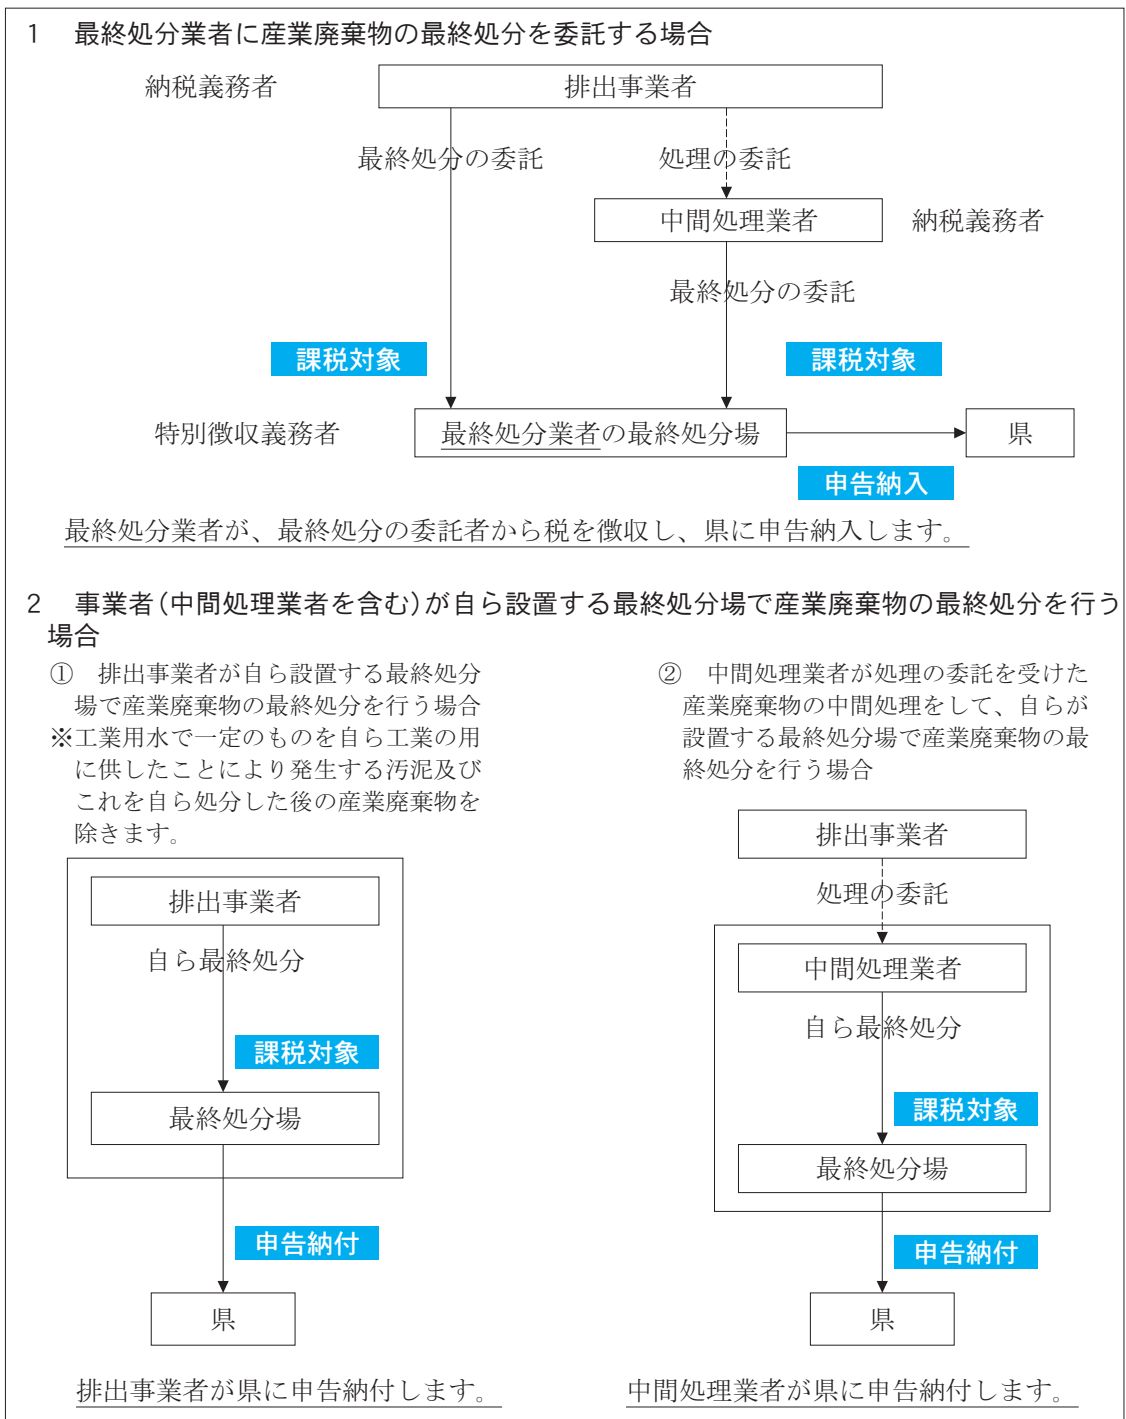 1 最終処分業者に産業廃棄物の最終処分を委託する場合
納税義務者
排出事業者
最終処分の委託
処理の委託
中間処理業者
納税義務者
最終処分の委託
課税対象
課税対象
特別徴収義務者
最終処分業者の最終処分場
県
申告納入
最終処分業者が、最終処分の委託者から税を徴収し、県に申告納入します。
2 事業者(中間処理業者を含む)が自ら設置する最終処分場で産業廃棄物の最終処分を行う
場合
① 排出事業者が自ら設置する最終処分
場で産業廃棄物の最終処分を行う場合
※工業用水で一定のものを自ら工業の用
に供したことにより発生する汚泥及び
これを自ら処分した後の産業廃棄物を
除きます。
排出事業者
自ら最終処分
課税対象
最終処分場
申告納付
県
排出事業者が県に申告納付します。
② 中間処理業者が処理の委託を受けた
産業廃棄物の中間処理をして、自らが
設置する最終処分場で産業廃棄物の最
終処分を行う場合
排出事業者
処理の委託
中間処理業者
自ら最終処分
課税対象
最終処分場
申告納付
県
中間処理業者が県に申告納付します。